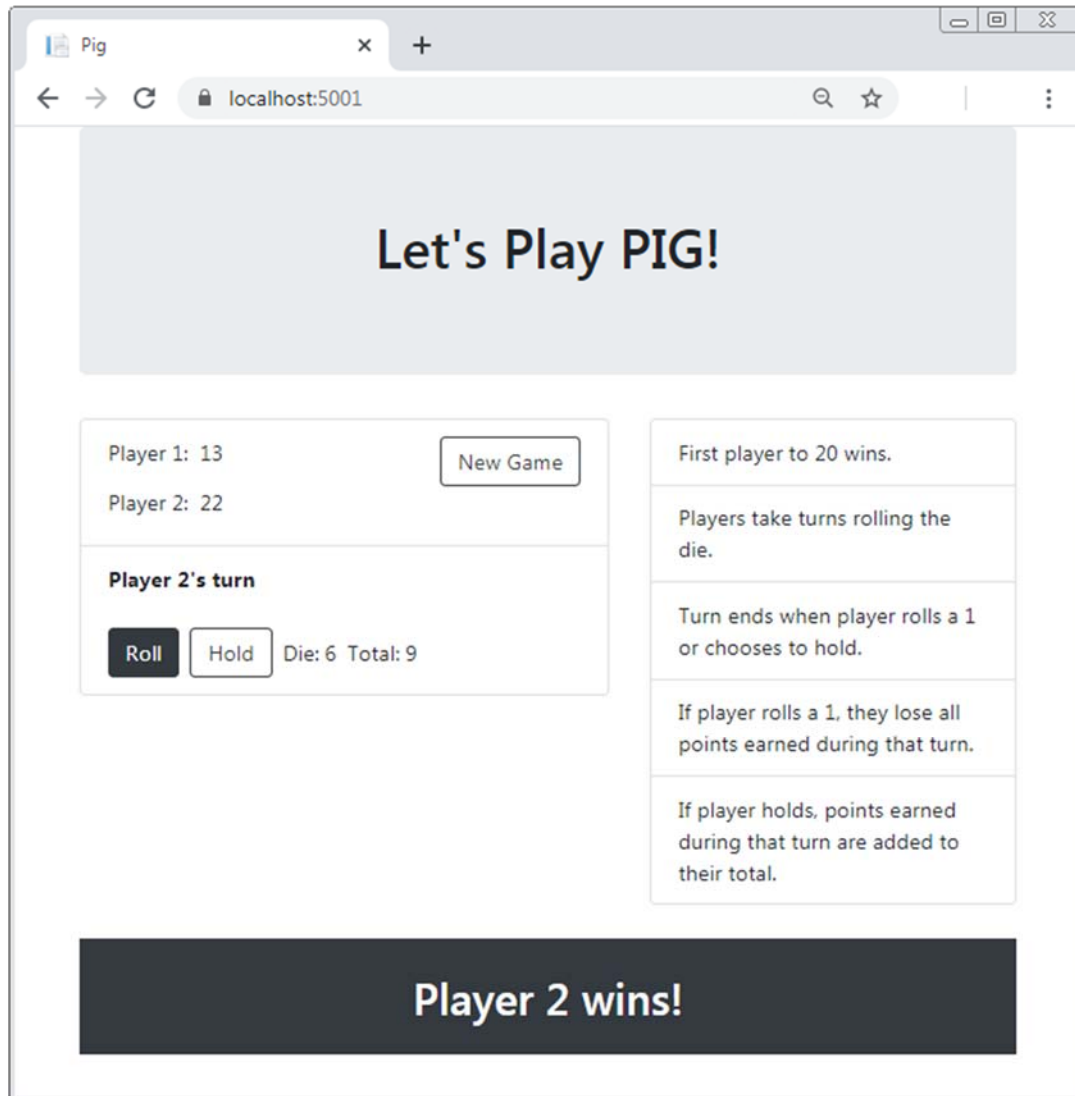 Pig
localhost:5001
Let's Play PIG!
Player 1: 13
New Game
Player 2: 22
Player 2's turn
Roll Hold Die: 6 Total: 9
First player to 20 wins.
Players take turns rolling the
die.
Turn ends when player rolls a 1
or chooses to hold.
If player rolls a 1, they lose all
points earned during that turn.
If player holds, points earned
during that turn are added to
their total.
Player 2 wins!